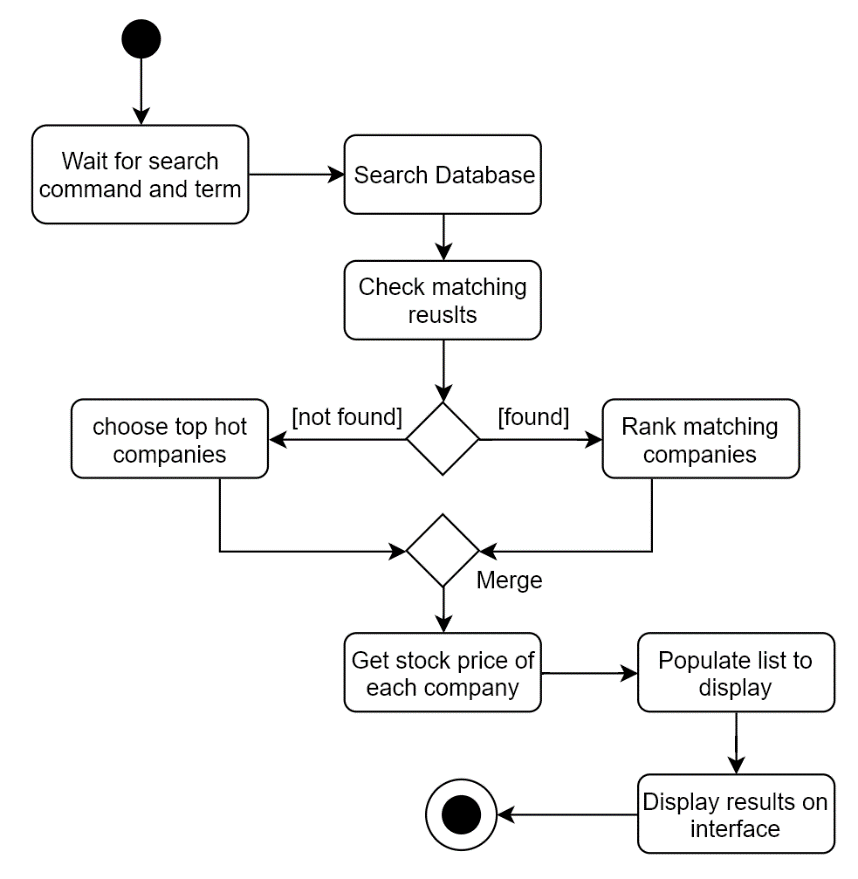 Wait for search
command and term
Search Database
Check matching
reuslts
[not found]
[found]
choose top hot
companies
Rank matching
companies
Merge
Get stock price of
each company
Populate list to
display
Display results on
interface